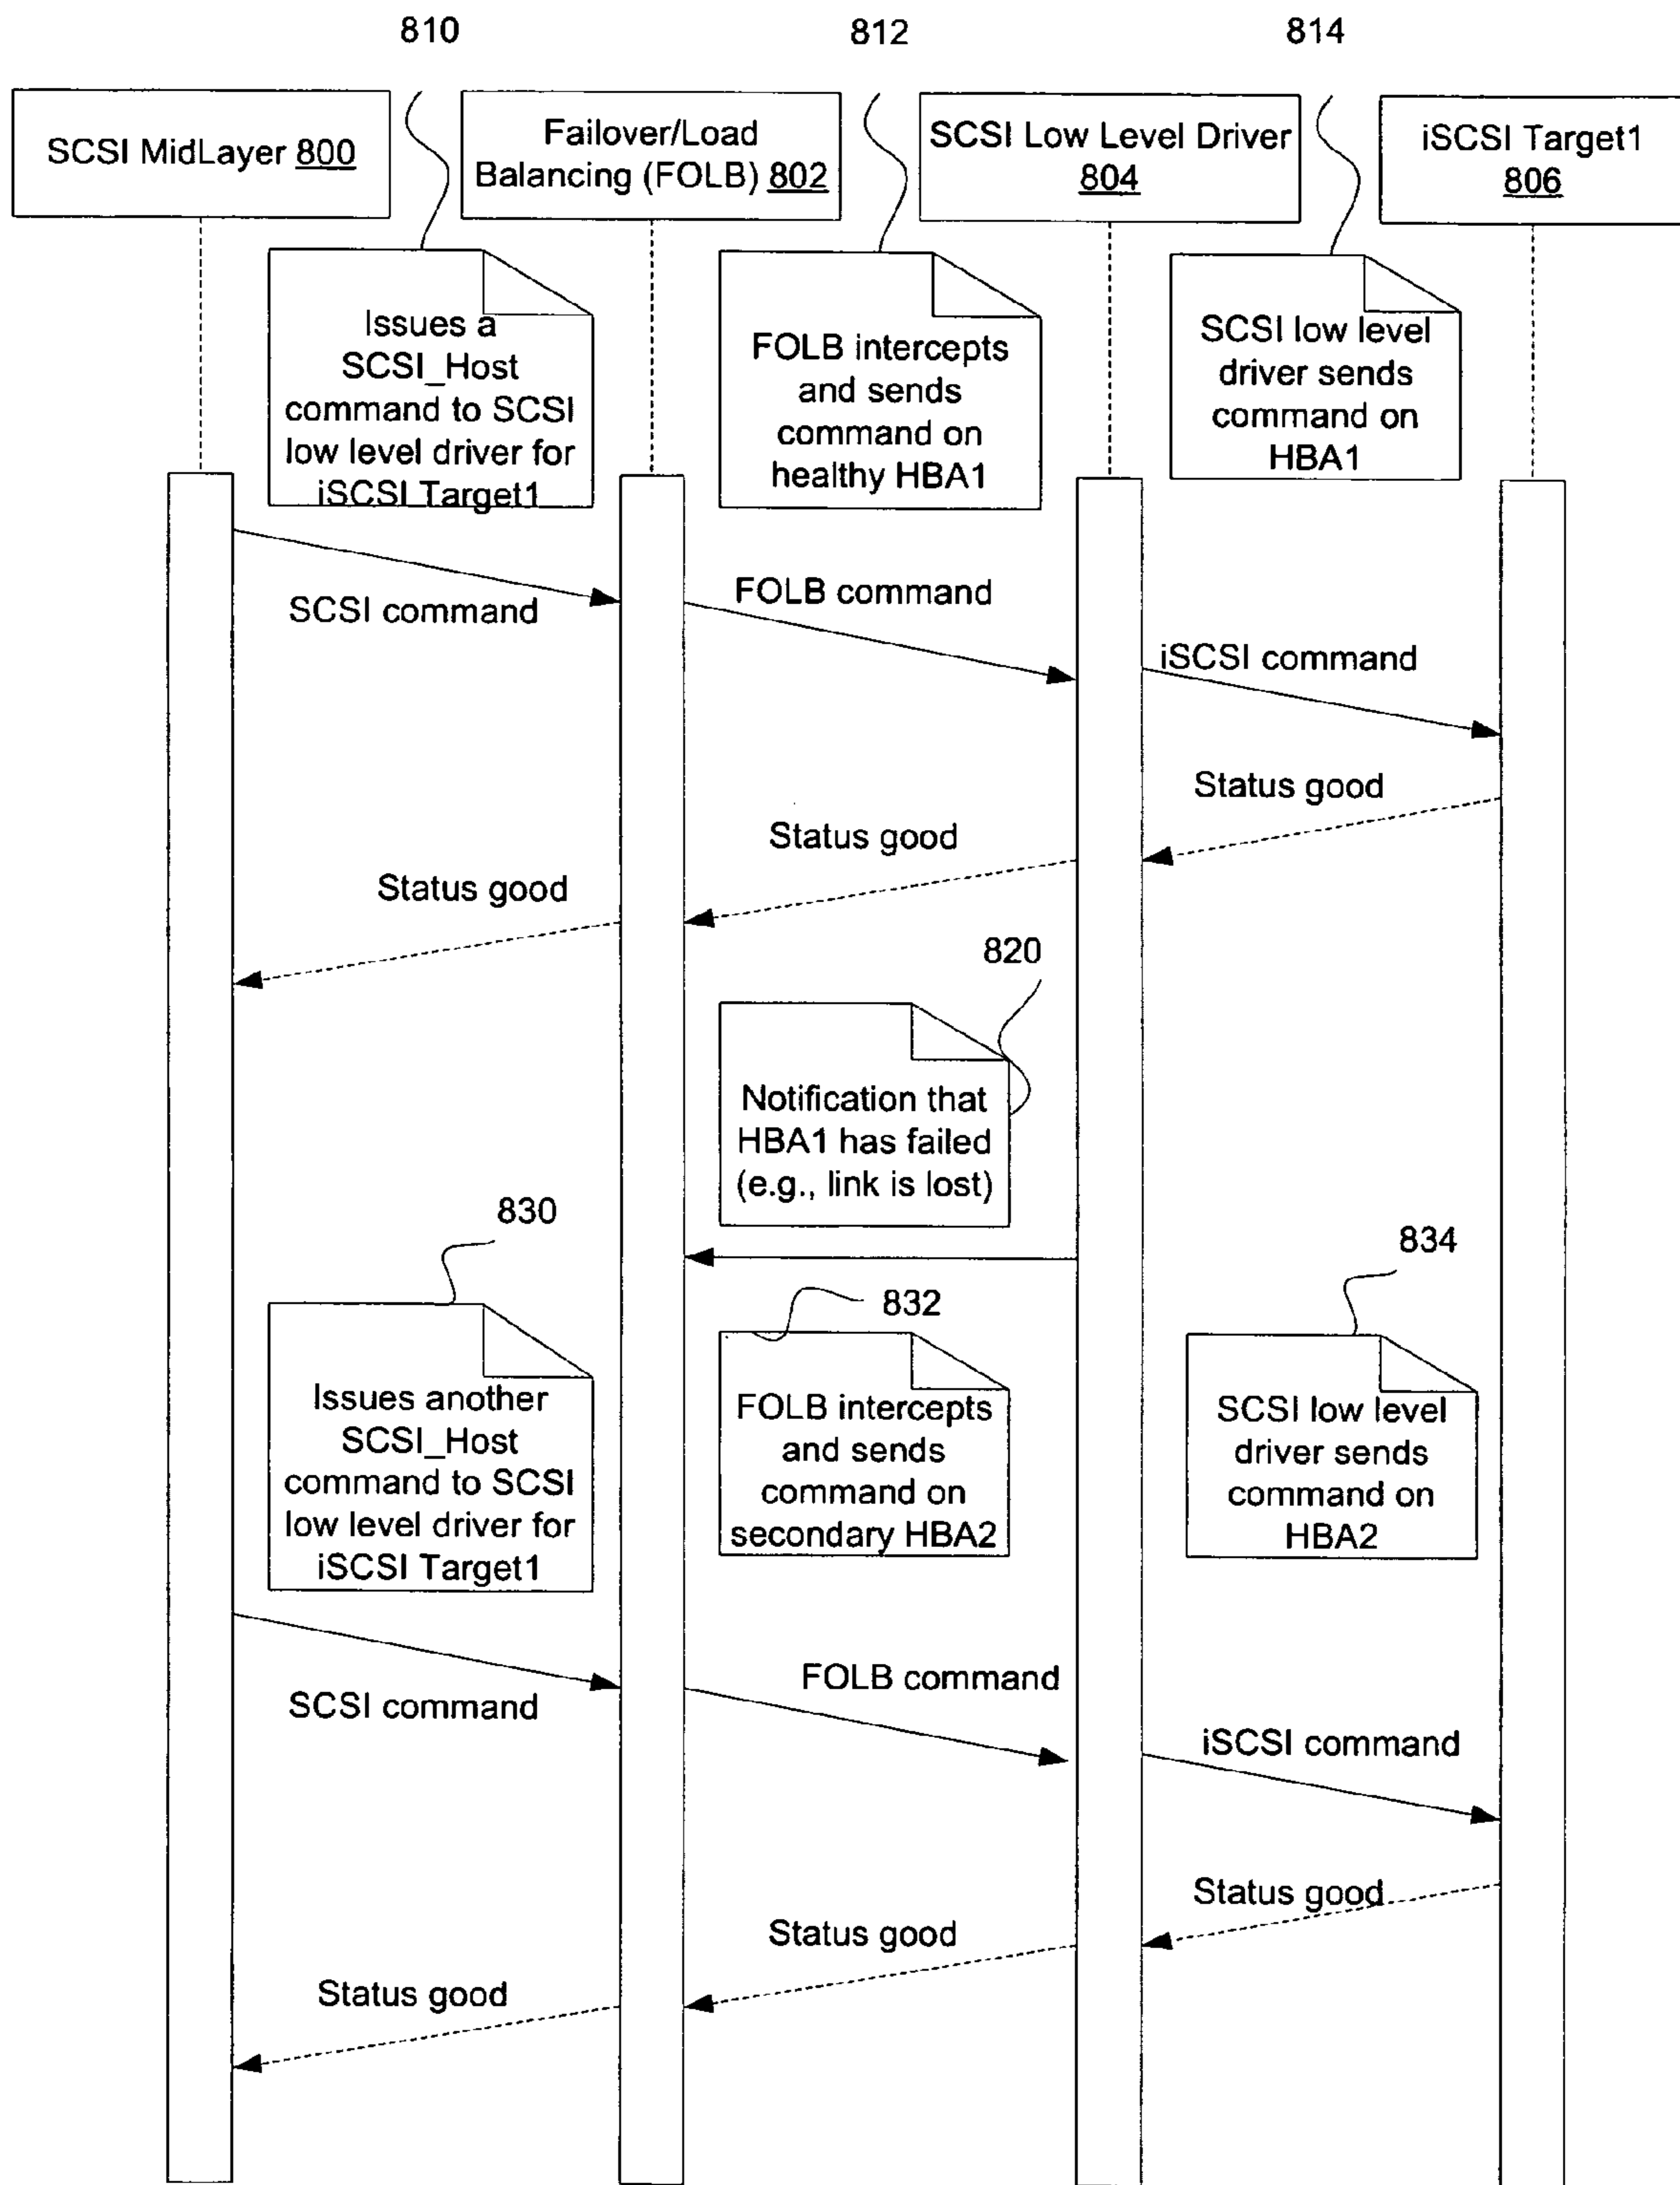 810
812
814
SCSI MidLayer 800
Failover/Load
Balancing (FOLB) 802
SCSI Low Level Driver
804
iSCSI Target1
806
Issues a
SCSI_Host
command to SCSI
low level driver for
iSCSI Target1
FOLB intercepts
and sends
command on
healthy HBA1
SCSI low level
driver sends
command on
HBA1
SCSI command
FOLB command
iSCSI command
Status good
Status good
Status good
820
Notification that
HBA1 has failed
(e.g., link is lost)
830
832
834
Issues another
SCSI_Host
command to SCSI
low level driver for
iSCSI Target1
FOLB intercepts
and sends
command on
secondary HBA2
SCSI low level
driver sends
command on
HBA2
SCSI command
FOLB command
iSCSI command
Status good
Status good
Status good